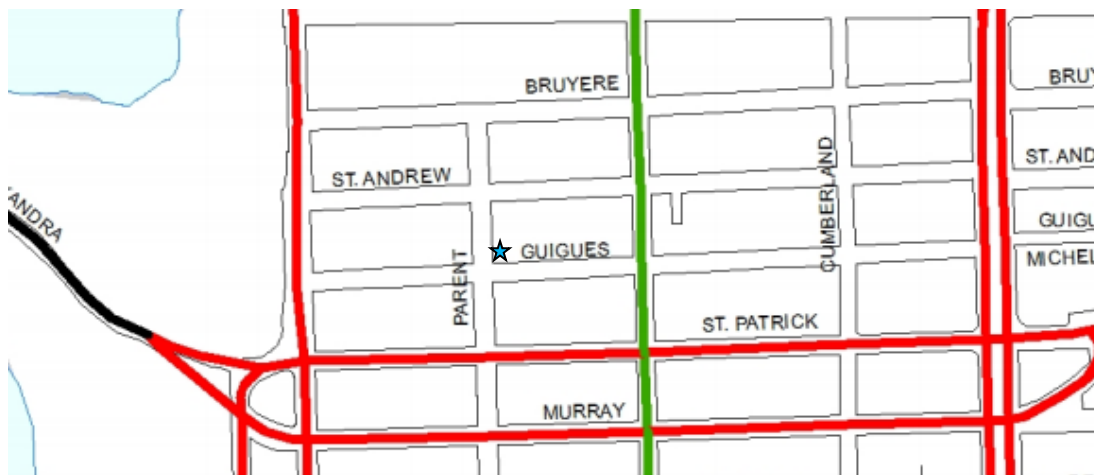 BRUYERE
BRUY
ST. ANDREW
CUMBERLAND
ST. AND
ANDRA
PARENT
GUIGUES
GUIGU
MICHEL
ST. PATRICK
MURRAY